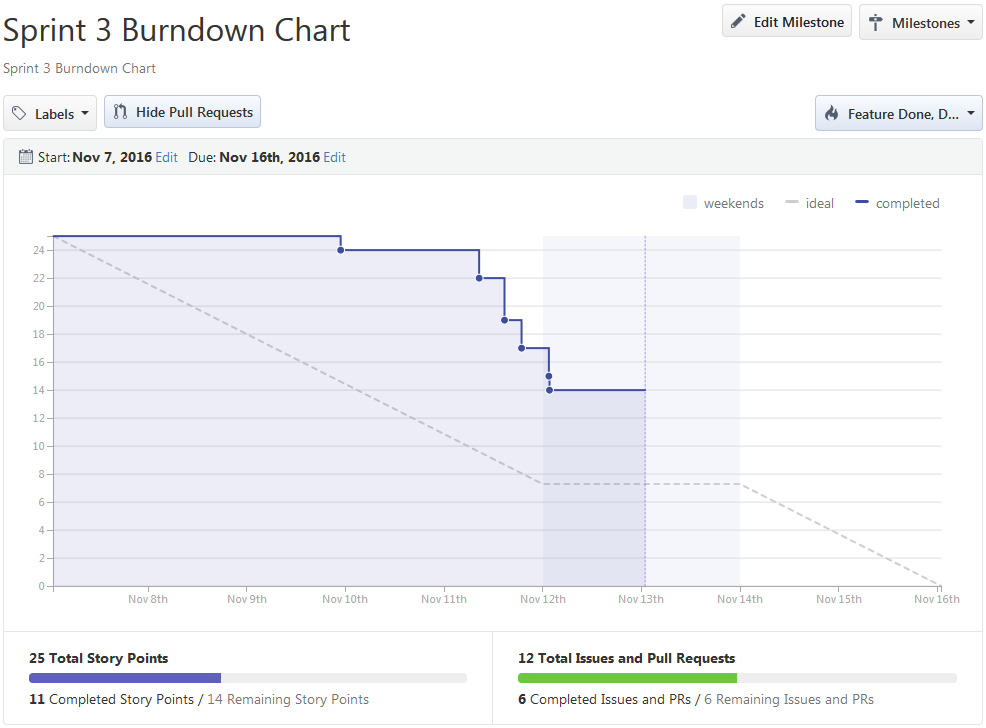 Sprint 3 Burndown Chart
Edit Milestone
Milestones
Sprint 3 Burndown Chart
Labels
Hide Pull Requests
Feature Done, D...
Start: Nov 7, 2016 Edit Due: Nov 16th, 2016 Edit
weekends ideal completed
24
22
20
18
16
14
12
10
8
6
4
2
0
Nov 8th Nov 9th Nov 10th Nov 11th Nov 12th Nov 13th Nov 14th Nov 15th Nov 16th
25 Total Story Points
11 Completed Story Points / 14 Remaining Story Points
12 Total Issues and Pull Requests
6 Completed Issues and PRs / 6 Remaining Issues and PRs